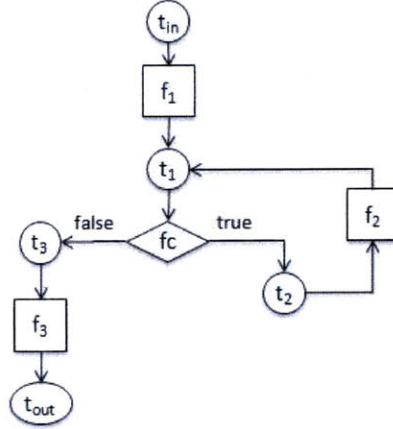 t_in
f_1
t_1
false
true
f_2
t_3
fc
t_2
f_3
t_out